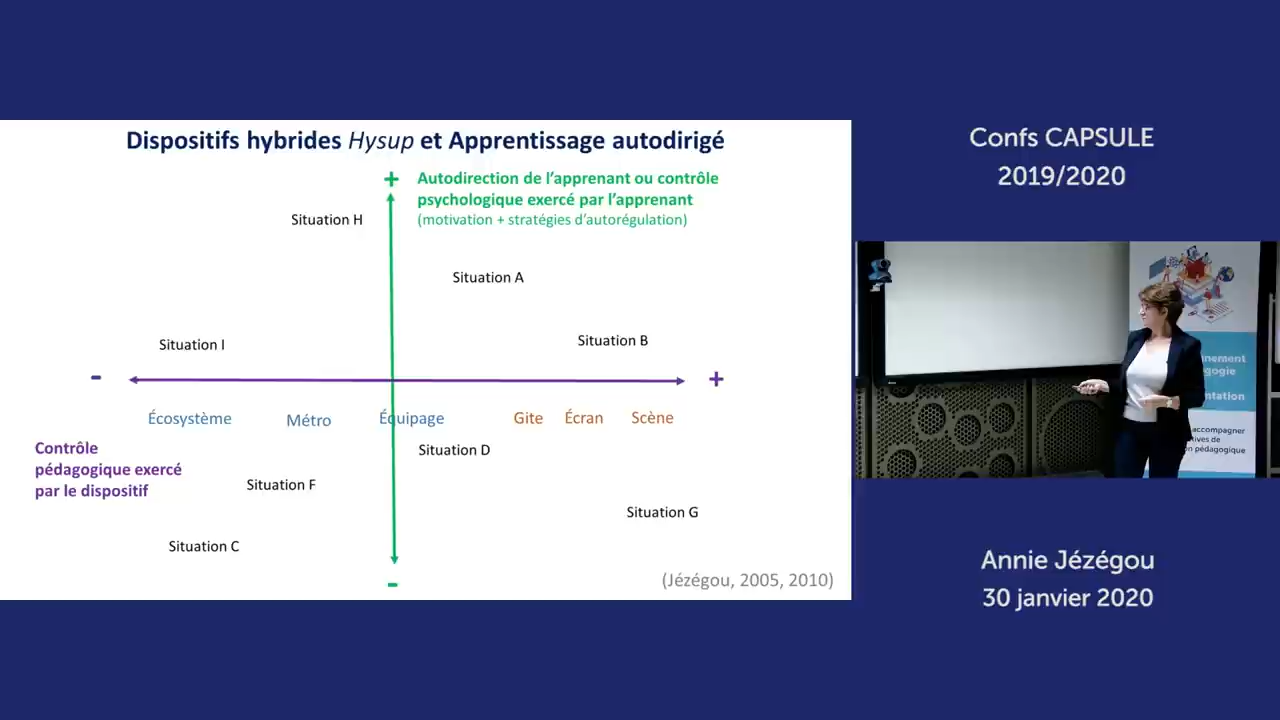 Dispositifs hybrides Hysup et Apprentissage autodirigé
+
Autodirection de l'apprenant ou contrôle
psychologique exercé par l'apprenant
(motivation + stratégies d'autorégulation)
Situation H
Situation A
Situation I
Situation B
-
+
Écosystème
Métro
Équipage
Gite
Écran
Scène
Contrôle
pédagogique exercé
par le dispositif
Situation D
Situation F
Situation G
Situation C
-
(Jézégou, 2005, 2010)
Confs CAPSULE
2019/2020
accompagner
pédagogique
Annie Jézégou
30 janvier 2020